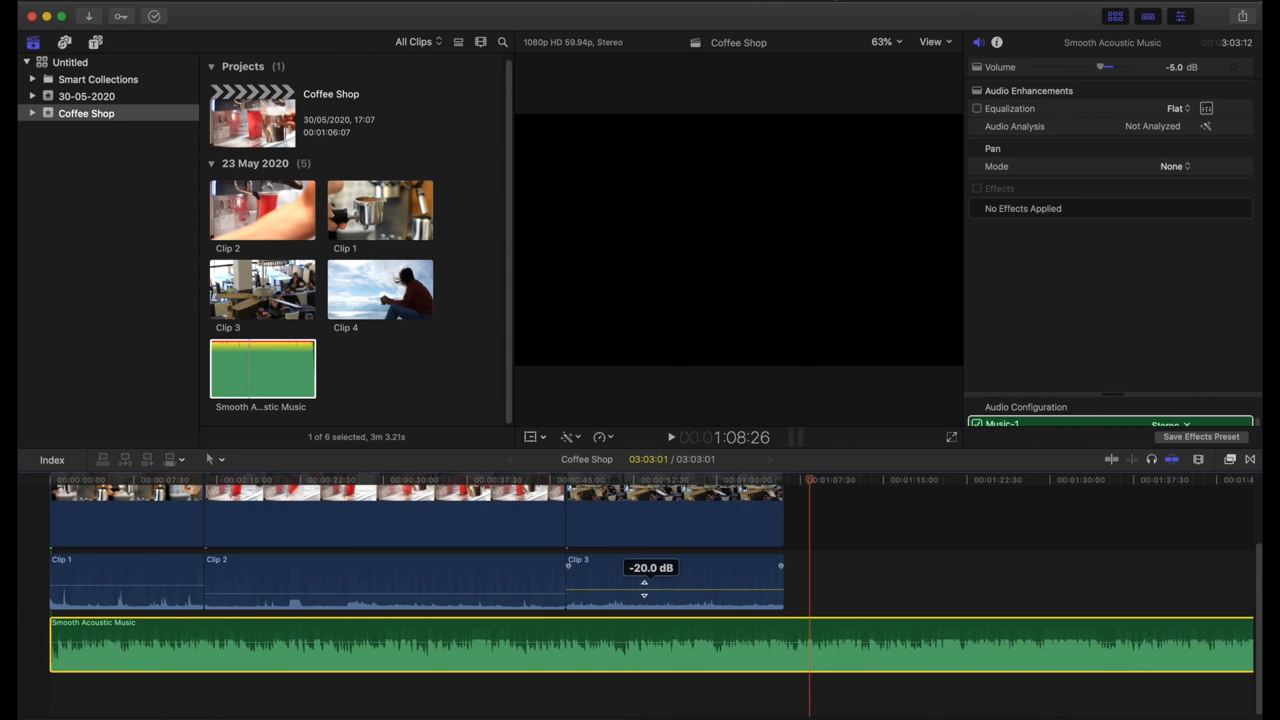 All Clips
1080p HD 59.94p, Stereo
Coffee Shop
63%
View
Smooth Acoustic Music
3:03:12
Untitled
Smart Collections
30-05-2020
Coffee Shop
Projects (1)
Coffee Shop
30/05/2020, 17:07
00:01:06:07
23 May 2020 (5)
Clip 2
Clip 1
Clip 3
Clip 4
Smooth A...stic Music
1 of 6 selected, 3m 3.21s
00:00:1:08:26
Volume
-5.0 dB
Audio Enhancements
Equalization
Flat
Audio Analysis
Not Analyzed
Pan
Mode
None
Effects
No Effects Applied
Audio Configuration
Music-1
Stereo
Save Effects Preset
Index
Coffee Shop
03:03:01 / 03:03:01
00:00:00:00
00:00:07:30
00:00:15:00
00:00:22:30
00:00:30:00
00:00:37:30
00:00:45:00
00:00:52:30
00:01:00:00
00:01:07:30
00:01:15:00
00:01:22:30
00:01:30:00
00:01:37:30
00:01:4
Clip 1
Clip 2
Clip 3
-20.0 dB
Smooth Acoustic Music